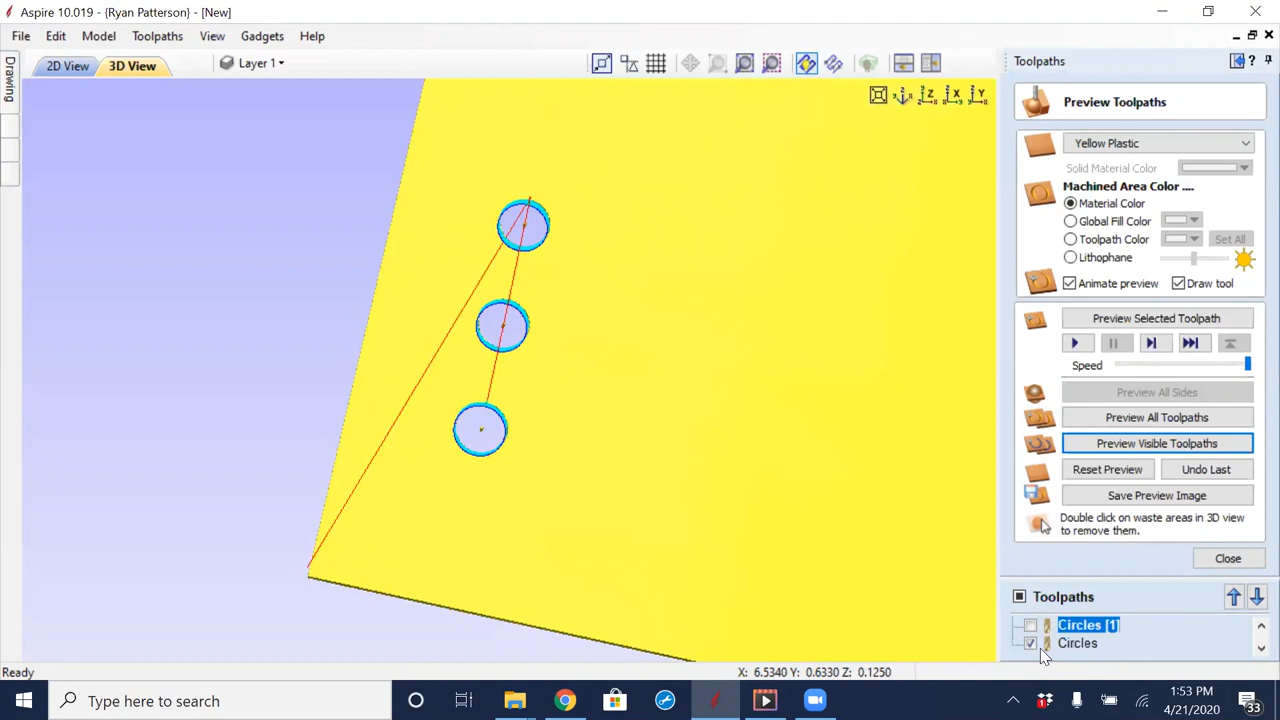 Aspire 10.019 - {Ryan Patterson} - [New]
File Edit Model Toolpaths View Gadgets Help
Drawing
2D View 3D View Layer 1
Toolpaths
Preview Toolpaths
Yellow Plastic
Solid Material Color
Machined Area Color ....
Material Color
Global Fill Color
Toolpath Color Set All
Lithophane
Animate preview Draw tool
Preview Selected Toolpath
Speed
Preview All Sides
Preview All Toolpaths
Preview Visible Toolpaths
Reset Preview Undo Last
Save Preview Image
Double click on waste areas in 3D view
to remove them.
Close
Toolpaths
Circles [1]
Circles
Ready X: 6.5340 Y: 0.6330 Z: 0.1250
Type here to search
1:53 PM
4/21/2020
33